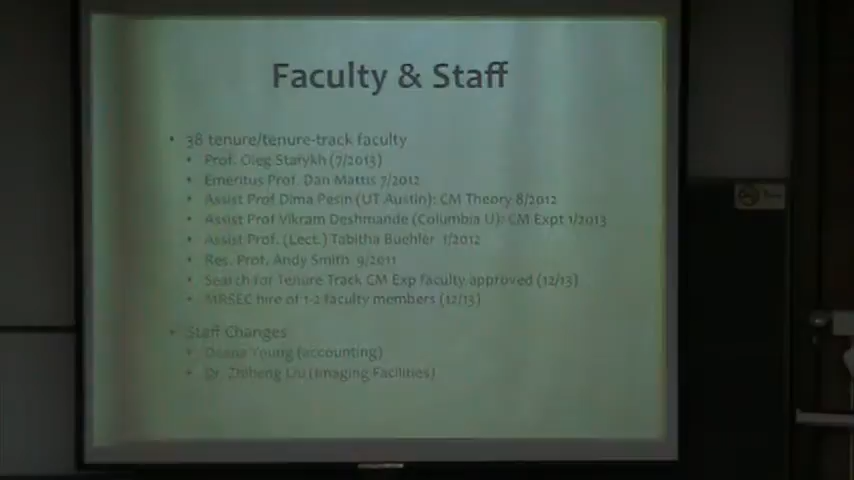 Faculty & Staff
• 38 tenure/tenure-track faculty
• Prof. Oleg Starykh (7/2013)
• Emeritus Prof. Dan Mattis 7/2012
• Assist Prof Dima Pesin (UT Austin): CM Theory 8/2012
• Assist Prof Vikram Deshmande (Columbia U): CM Expt 1/2013
• Assist Prof. (Lect.) Tabitha Buehler 1/2012
• Res. Prof. Andy Smith 9/2011
• Search for Tenure Track CM Exp faculty approved (12/13)
• MRSEC hire of 1-2 faculty members (12/13)
• Staff Changes
• Young (accounting)
• Dr. Zhiheng Liu (Imaging Facilities)